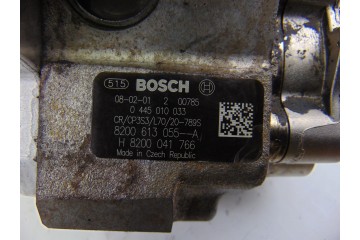 515 BOSCH
08-02-01 2 00785
0 445 010 033
CR/CP3S3/L70/20-789S
8200 613 055--A
H 8200 041 766
Made in Czech Republic